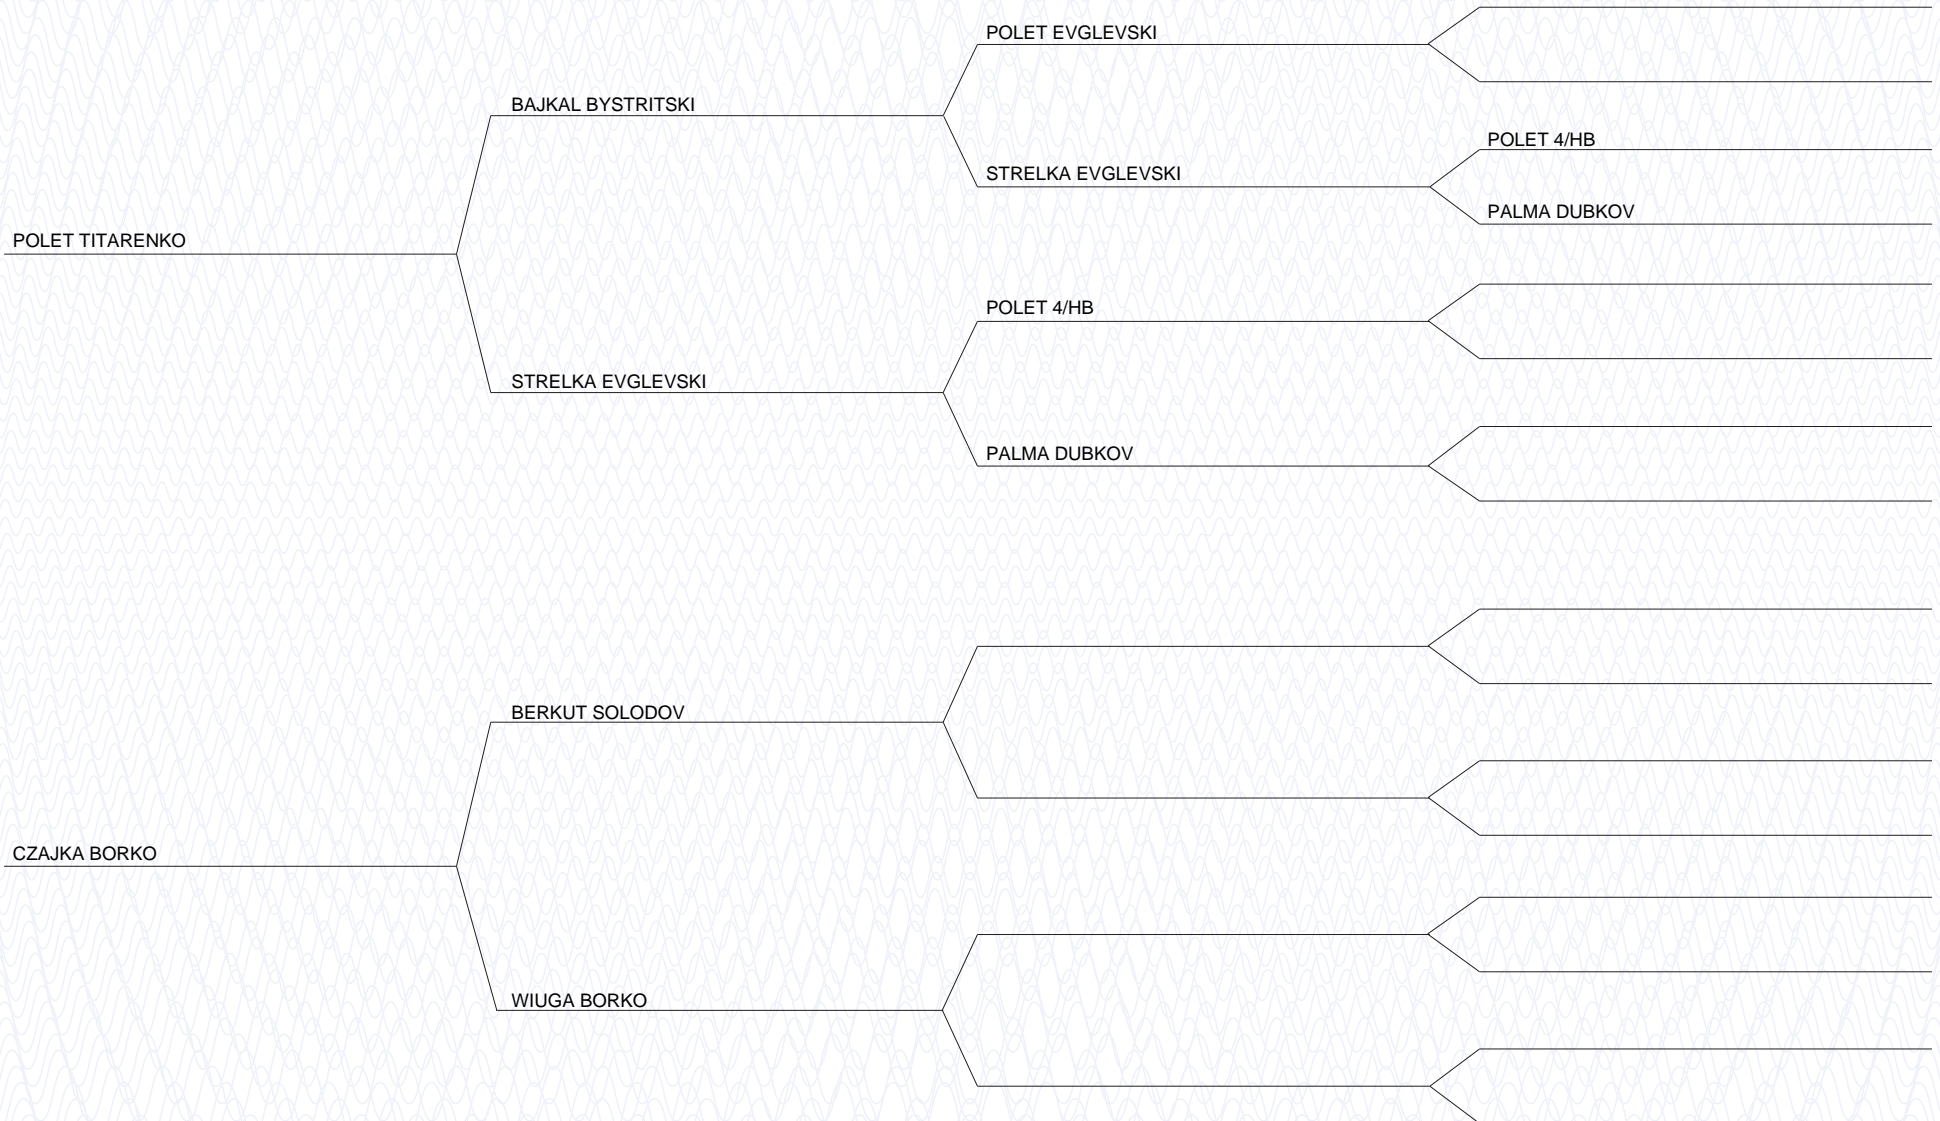 POLET EVGLEVSKI
BAJKAL BYSTRITSKI
POLET 4/HB
STRELKA EVGLEVSKI
PALMA DUBKOV
POLET TITARENKO
POLET 4/HB
STRELKA EVGLEVSKI
PALMA DUBKOV
BERKUT SOLODOV
CZAJKA BORKO
WIUGA BORKO